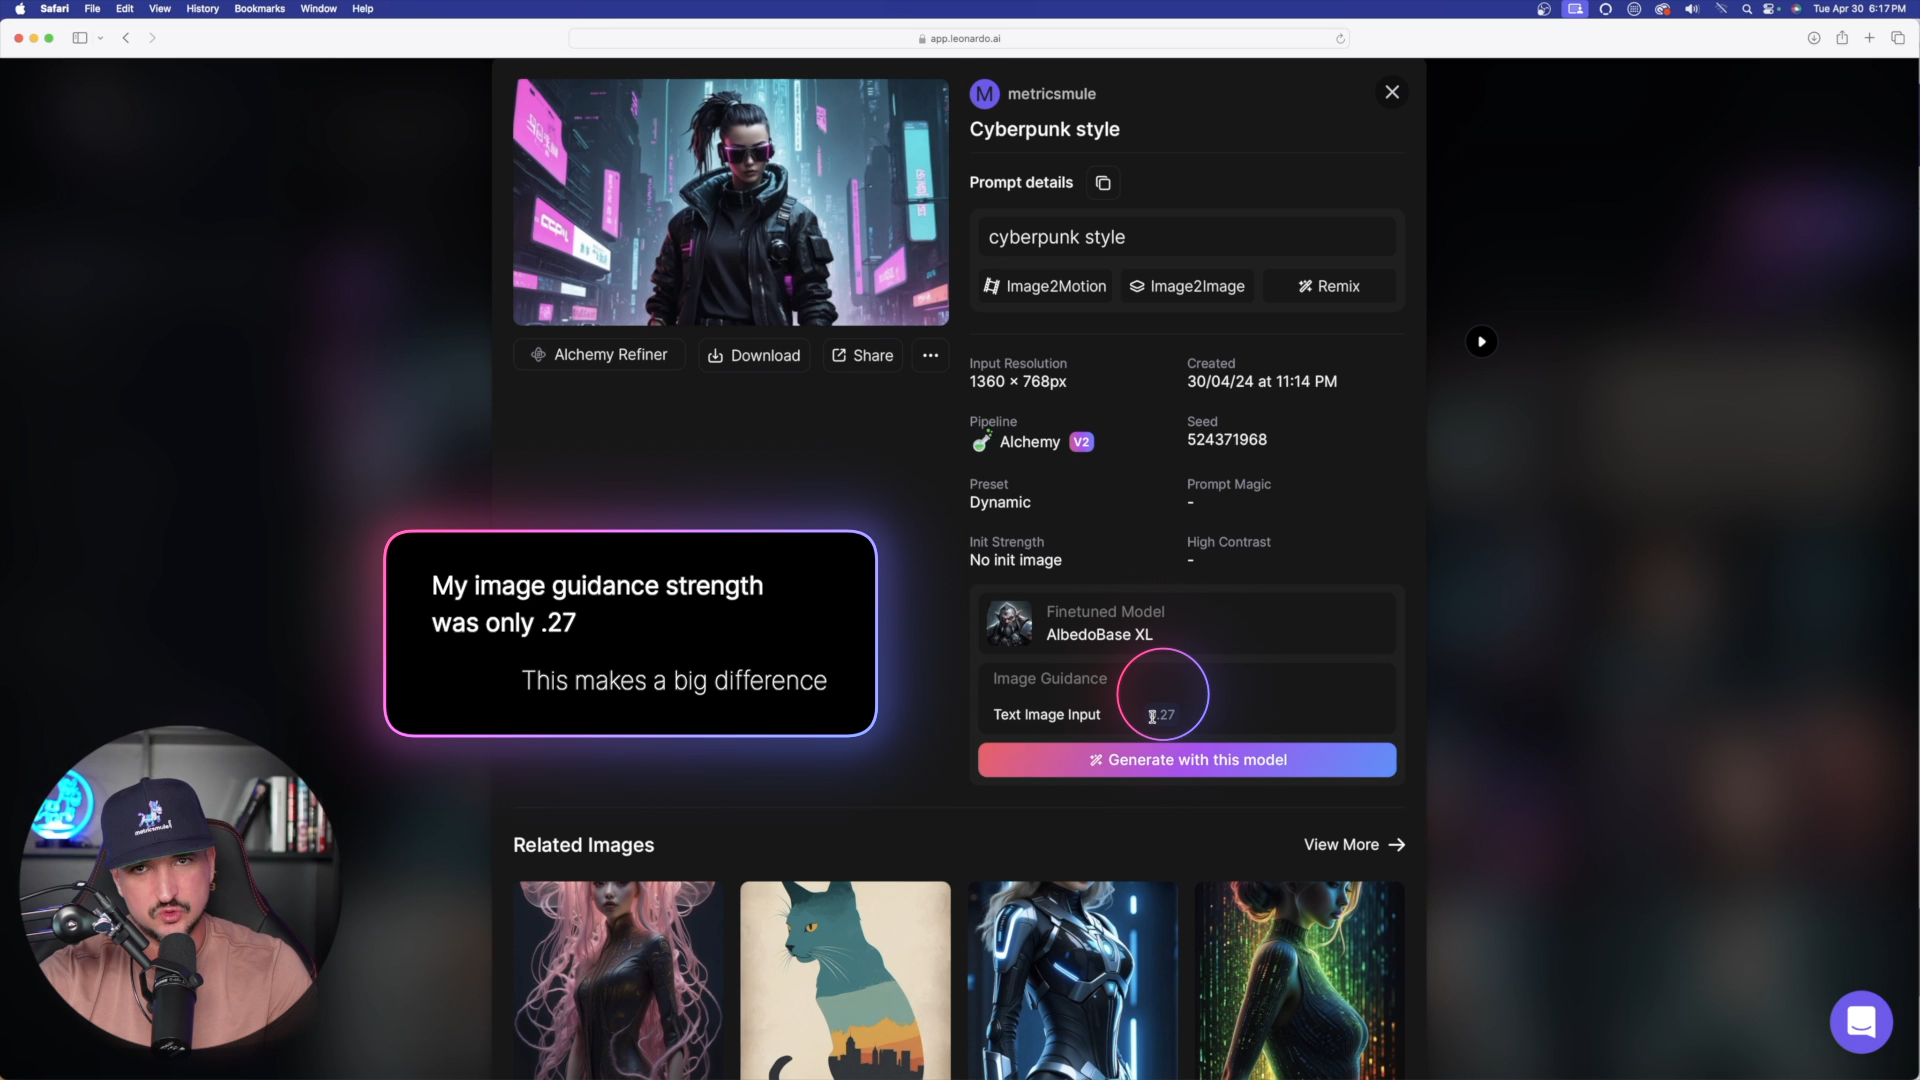 Safari File Edit View History Bookmarks Window Help
Tue Apr 30 6:17 PM
app.leonardo.ai
M metricsmule
Cyberpunk style
Prompt details
cyberpunk style
Image2Motion Image2Image Remix
Alchemy Refiner Download Share
Input Resolution
1360 × 768px
Created
30/04/24 at 11:14 PM
Pipeline
Alchemy V2
Seed
524371968
Preset
Dynamic
Prompt Magic
-
Init Strength
No init image
High Contrast
-
My image guidance strength
was only .27
This makes a big difference
Finetuned Model
AlbedoBase XL
Image Guidance
Text Image Input .27
Generate with this model
metricsmule
Related Images
View More